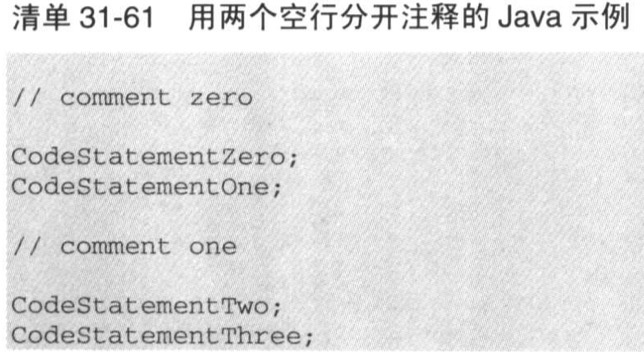 清单 31-61 用两个空行分开注释的 Java 示例
// comment zero
CodeStatementZero;
CodeStatementOne;
// comment one
CodeStatementTwo;
CodeStatementThree;